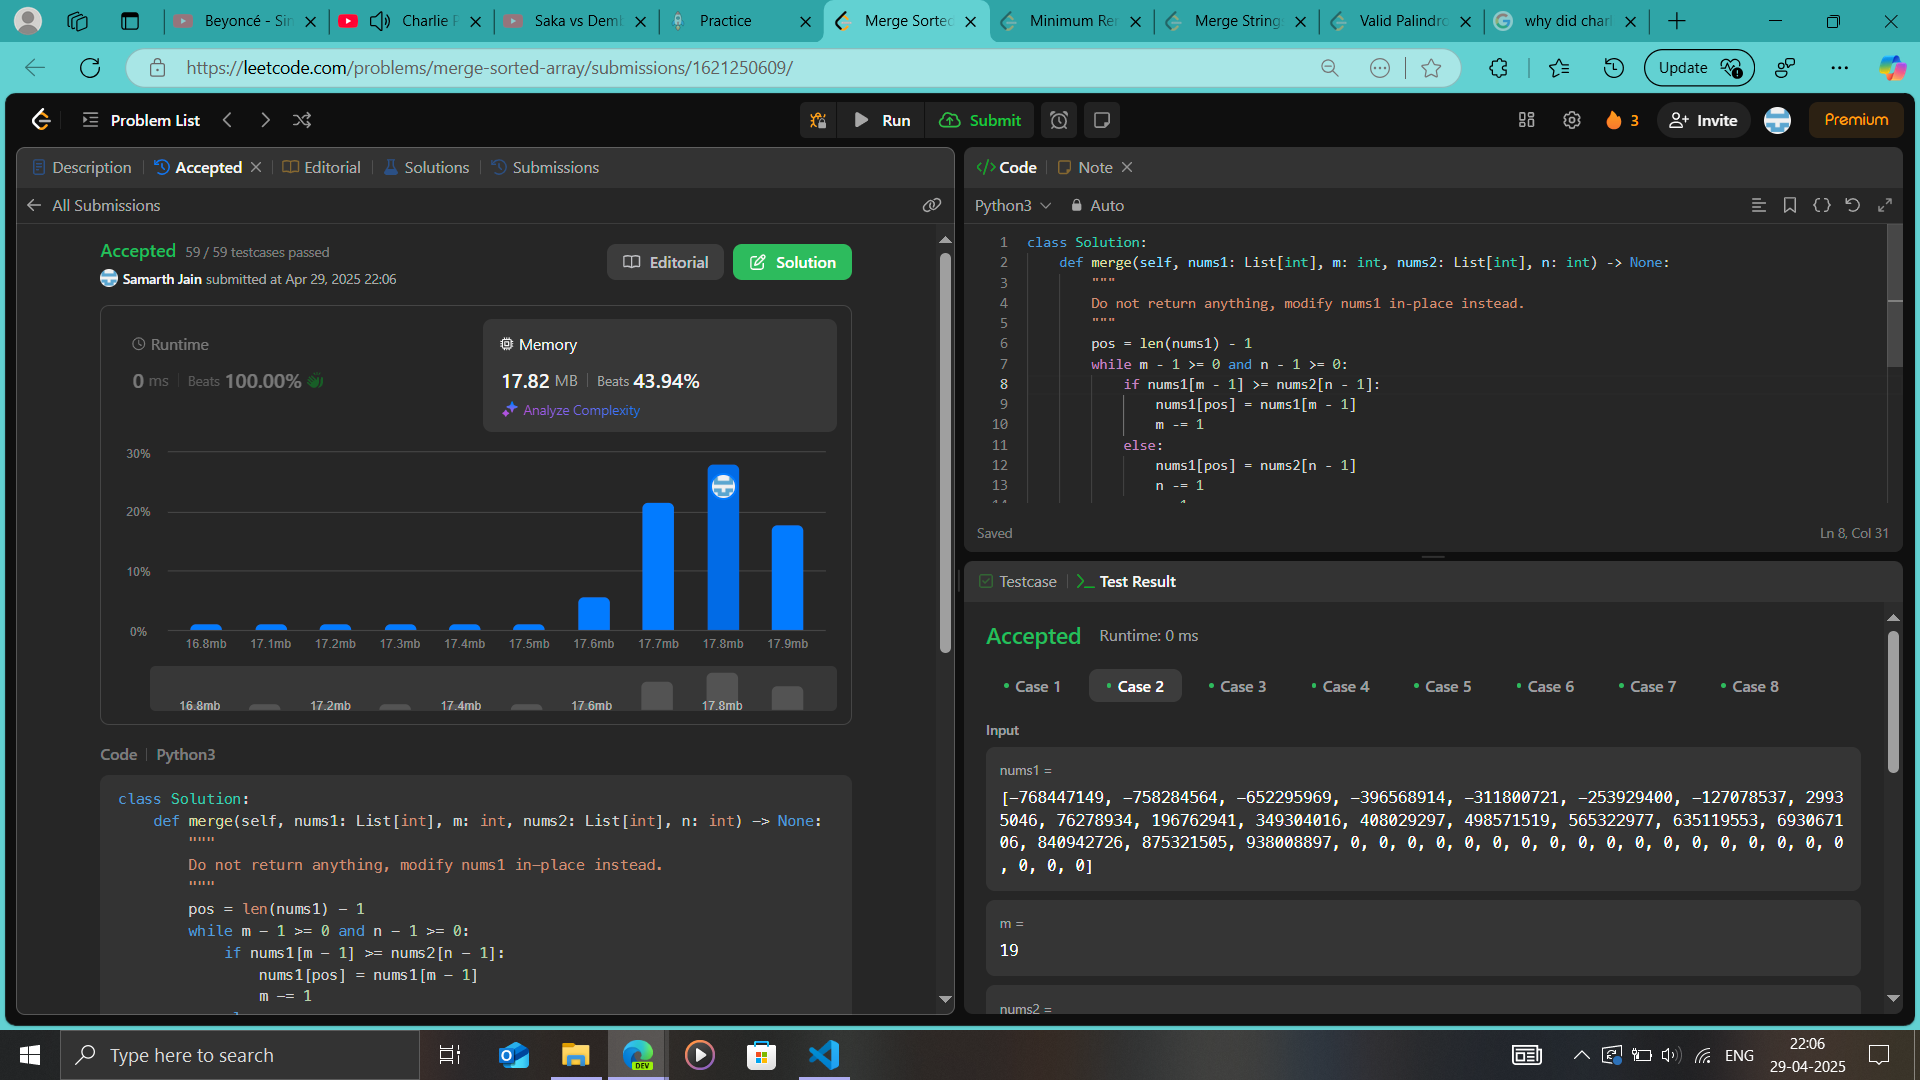 Beyoncé - Sin
Charlie P
Saka vs Demb
Practice
Merge Sorted
Minimum Rem
Merge String
Valid Palindro
why did charl
https://leetcode.com/problems/merge-sorted-array/submissions/1621250609/
Update
Problem List
Run
Submit
3
Invite
Premium
Description
Accepted
Editorial
Solutions
Submissions
All Submissions
Accepted 59 / 59 testcases passed
Samarth Jain submitted at Apr 29, 2025 22:06
Editorial
Solution
Runtime
0 ms Beats 100.00%
Memory
17.82 MB Beats 43.94%
Analyze Complexity
30%
20%
10%
0%
16.8mb 17.1mb 17.2mb 17.3mb 17.4mb 17.5mb 17.6mb 17.7mb 17.8mb 17.9mb
16.8mb 17.2mb 17.4mb 17.6mb 17.8mb
Code Python3
class Solution:
def merge(self, nums1: List[int], m: int, nums2: List[int], n: int) -> None:
"""
Do not return anything, modify nums1 in-place instead.
"""
pos = len(nums1) - 1
while m - 1 >= 0 and n - 1 >= 0:
if nums1[m - 1] >= nums2[n - 1]:
nums1[pos] = nums1[m - 1]
m -= 1
</> Code
Note
Python3
Auto
1 class Solution:
2 def merge(self, nums1: List[int], m: int, nums2: List[int], n: int) -> None:
3 """
4 Do not return anything, modify nums1 in-place instead.
5 """
6 pos = len(nums1) - 1
7 while m - 1 >= 0 and n - 1 >= 0:
8 if nums1[m - 1] >= nums2[n - 1]:
9 nums1[pos] = nums1[m - 1]
10 m -= 1
11 else:
12 nums1[pos] = nums2[n - 1]
13 n -= 1
Saved
Ln 8, Col 31
Testcase
Test Result
Accepted Runtime: 0 ms
Case 1 Case 2 Case 3 Case 4 Case 5 Case 6 Case 7 Case 8
Input
nums1 =
[-768447149, -758284564, -652295969, -396568914, -311800721, -253929400, -127078537, 2993
5046, 76278934, 196762941, 349304016, 408029297, 498571519, 565322977, 635119553, 6930671
06, 840942726, 875321505, 938008897, 0, 0, 0, 0, 0, 0, 0, 0, 0, 0, 0, 0, 0, 0, 0, 0, 0, 0
, 0, 0, 0]
m =
19
nums2 =
Type here to search
DEV
ENG
22:06
29-04-2025